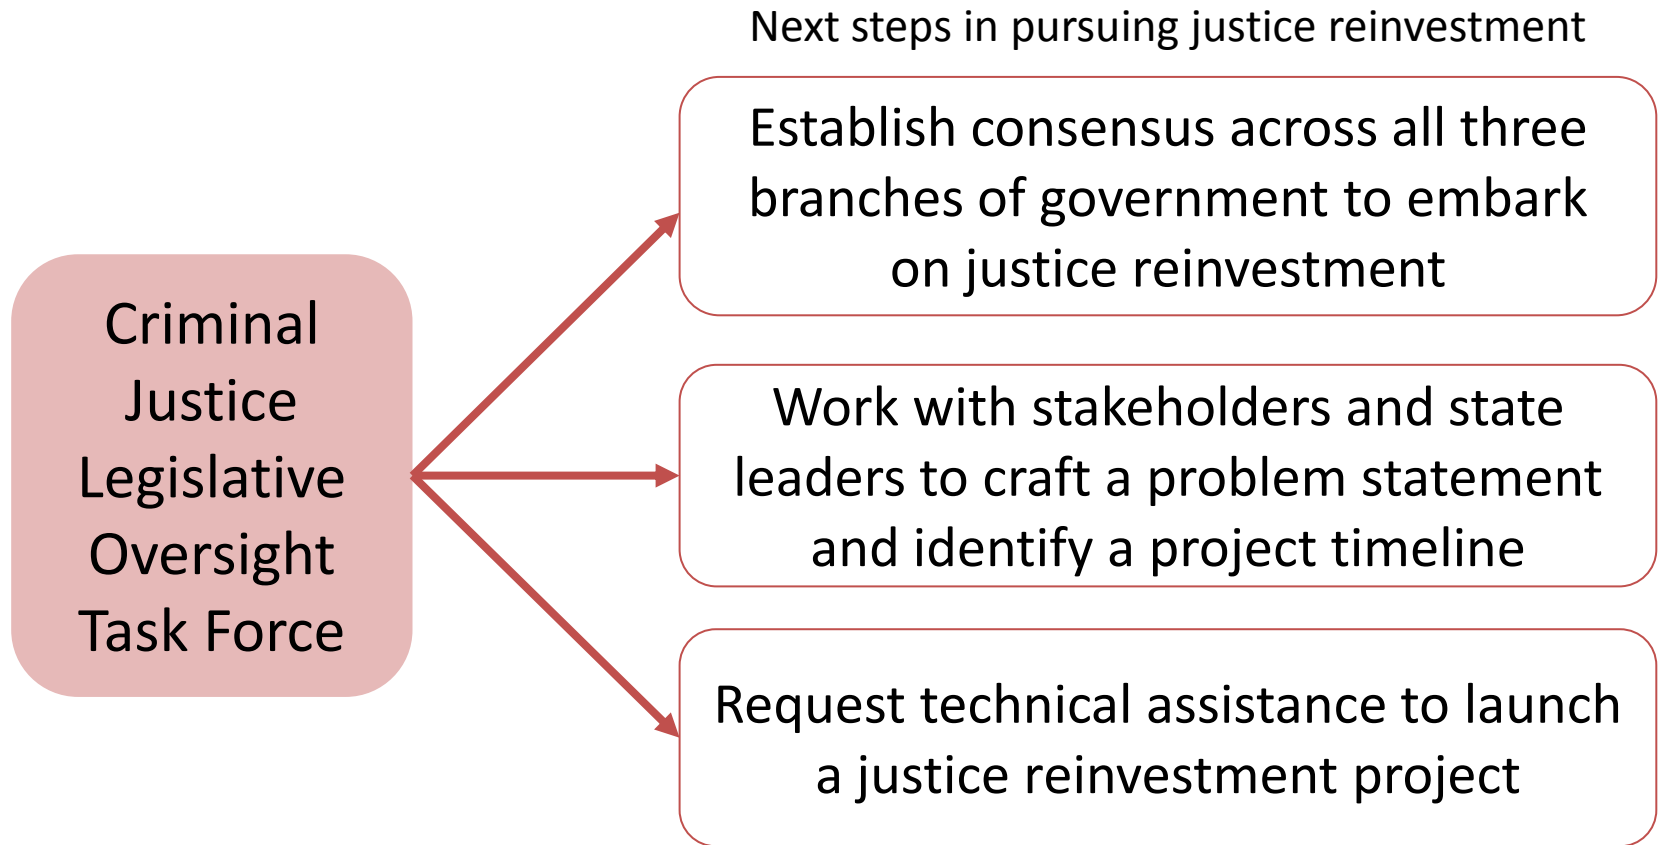 Next steps in pursuing justice reinvestment
Criminal
Justice
Legislative
Oversight
Task Force
Establish consensus across all three
branches of government to embark
on justice reinvestment
Work with stakeholders and state
leaders to craft a problem statement
and identify a project timeline
Request technical assistance to launch
a justice reinvestment project